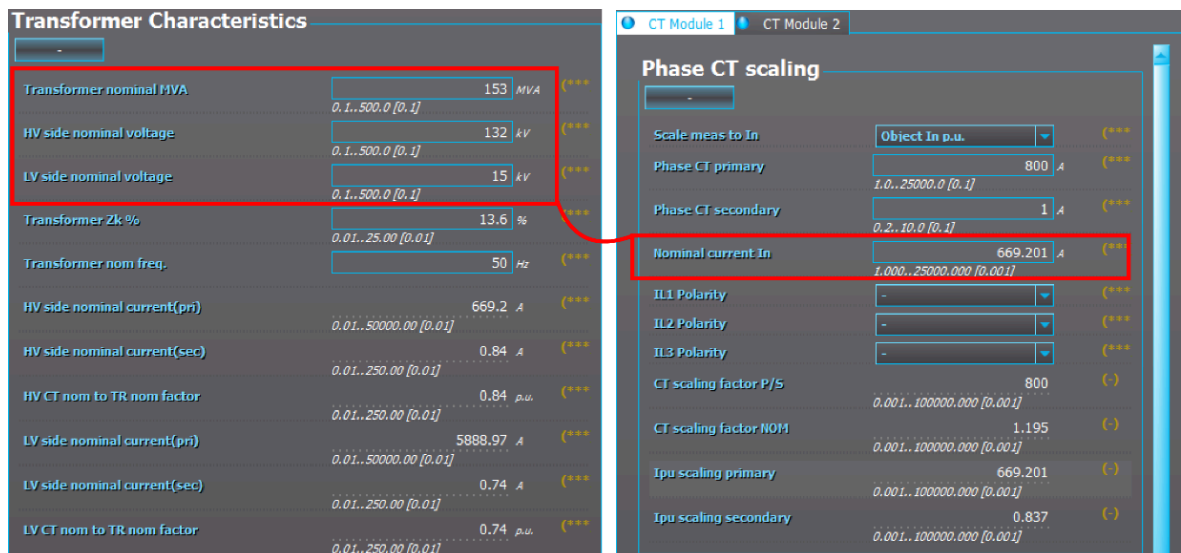 Transformer Characteristics
-
Transformer nominal MVA 153 MVA (***
0.1..500.0 [0.1]
HV side nominal voltage 132 kV (***
0.1..500.0 [0.1]
LV side nominal voltage 15 kV (***
0.1..500.0 [0.1]
Transformer Zk % 13.6 % (***
0.01..25.00 [0.01]
Transformer nom freq. 50 Hz (***
HV side nominal current(pri) 669.2 A (***
0.01..50000.00 [0.01]
HV side nominal current(sec) 0.84 A (***
0.01..250.00 [0.01]
HV CT nom to TR nom factor 0.84 p.u. (***
0.01..250.00 [0.01]
LV side nominal current(pri) 5888.97 A (***
0.01..50000.00 [0.01]
LV side nominal current(sec) 0.74 A (***
0.01..250.00 [0.01]
LV CT nom to TR nom factor 0.74 p.u. (***
0.01..250.00 [0.01]
CT Module 1 CT Module 2
Phase CT scaling
-
Scale meas to In Object In p.u. (***
Phase CT primary 800 A (***
1.0..25000.0 [0.1]
Phase CT secondary 1 A (***
0.2..10.0 [0.1]
Nominal current In 669.201 A (***
1.000..25000.000 [0.001]
IL1 Polarity - (***
IL2 Polarity - (***
IL3 Polarity - (***
CT scaling factor P/S 800 (-)
0.001..100000.000 [0.001]
CT scaling factor NOM 1.195 (-)
0.001..100000.000 [0.001]
Ipu scaling primary 669.201 (-)
0.001..100000.000 [0.001]
Ipu scaling secondary 0.837 (-)
0.001..100000.000 [0.001]